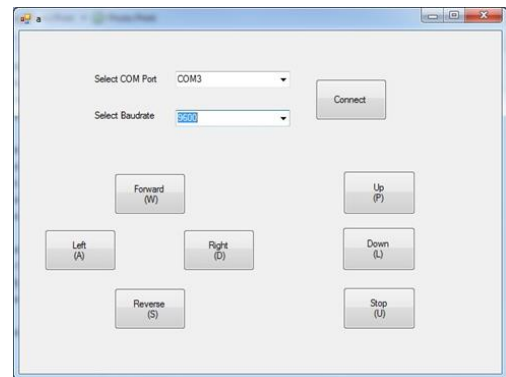 a
Select COM Port COM3
Connect
Select Baudrate 9600
Forward
(W)
Up
(P)
Left
(A)
Right
(D)
Down
(L)
Reverse
(S)
Stop
(U)